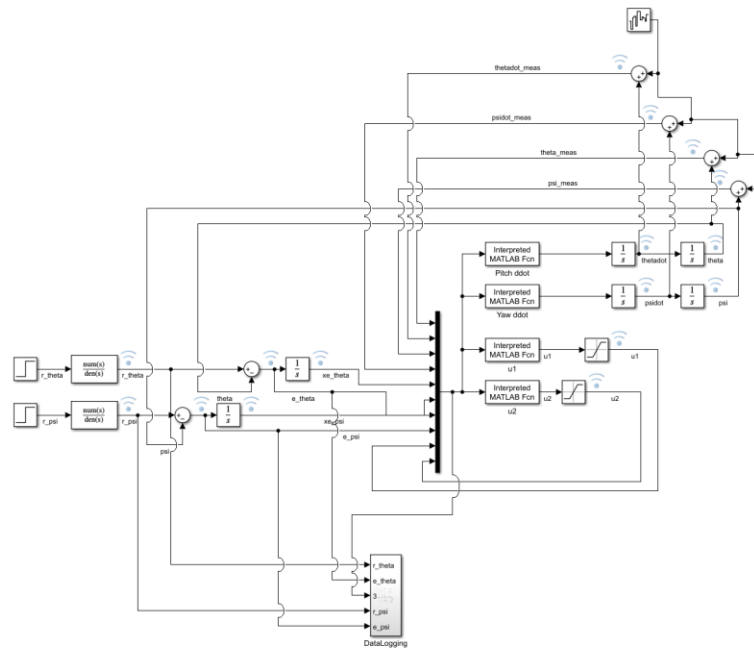 thetadot_meas
psidot_meas
theta_meas
psi_meas
Interpreted
MATLAB Fcn
Pitch ddot
1
s
thetadot
1
s
theta
Interpreted
MATLAB Fcn
Yaw ddot
1
s
psidot
1
s
psi
Interpreted
MATLAB Fcn
u1
u1
u1
Interpreted
MATLAB Fcn
u2
u2
u2
r_theta
num(s)
den(s)
r_theta
+
-
e_theta
1
s
xe_theta
r_psi
num(s)
den(s)
r_psi
+
-
psi
theta
1
s
xe_psi
e_psi
r_theta
e_theta
3
r_psi
e_psi
DataLogging